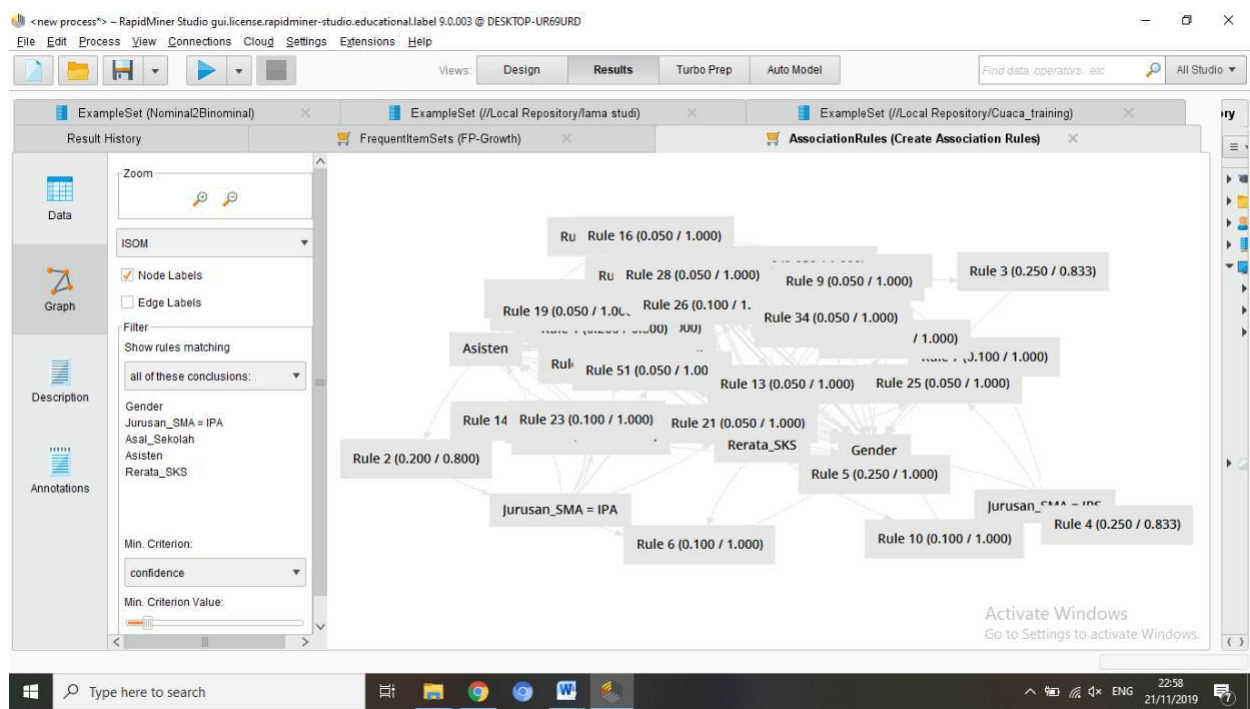 <new process*> – RapidMiner Studio gui.license.rapidminer-studio.educational.label 9.0.003 @ DESKTOP-UR69URD
File Edit Process View Connections Cloud Settings Extensions Help
Views: Design Results Turbo Prep Auto Model Find data, operators...etc All Studio
ExampleSet (Nominal2Binominal) ExampleSet (//Local Repository/lama studi) ExampleSet (//Local Repository/Cuaca_training)
Result History FrequentItemSets (FP-Growth) AssociationRules (Create Association Rules)
Data
Graph
Description
Annotations
Zoom
ISOM
Node Labels
Edge Labels
Filter
Show rules matching
all of these conclusions:
Gender
Jurusan_SMA = IPA
Asal_Sekolah
Asisten
Rerata_SKS
Min. Criterion:
confidence
Min. Criterion Value:
Rule 16 (0.050 / 1.000)
Rule 28 (0.050 / 1.000) Rule 9 (0.050 / 1.000) Rule 3 (0.250 / 0.833)
Rule 19 (0.050 / Rule 26 (0.100 / 1. Rule 34 (0.050 / 1.000)
/ 1.000)
Asisten
Rule 51 (0.050 / 1.00 Rule 13 (0.050 / 1.000) Rule 25 (0.050 / 1.000)
Rule 14 Rule 23 (0.100 / 1.000) Rule 21 (0.050 / 1.000)
Rerata_SKS Gender
Rule 2 (0.200 / 0.800) Rule 5 (0.250 / 1.000)
Jurusan_SMA = IPA
Rule 4 (0.250 / 0.833)
Rule 6 (0.100 / 1.000) Rule 10 (0.100 / 1.000)
Activate Windows
Go to Settings to activate Windows.
Type here to search
ENG
22:58
21/11/2019